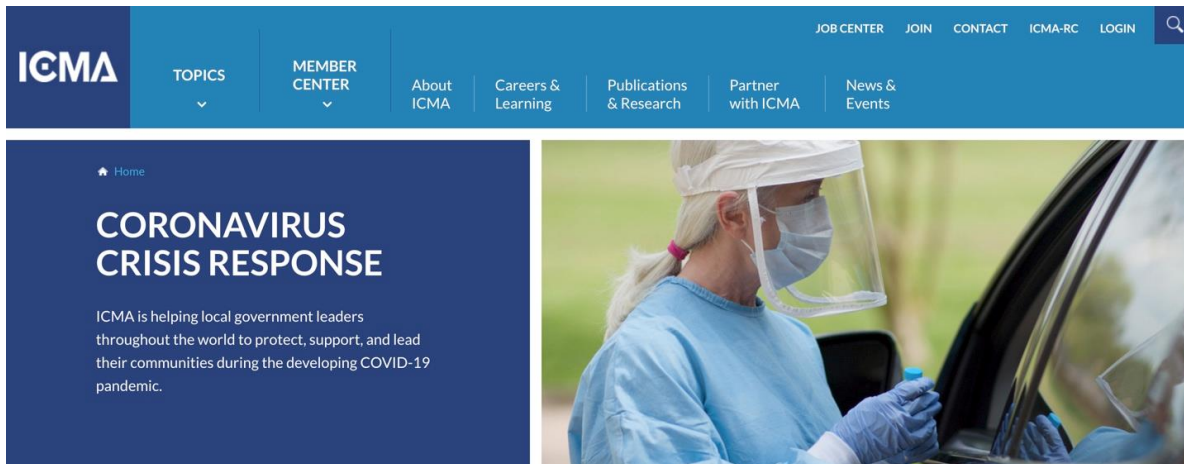 JOB CENTER JOIN CONTACT ICMA-RC LOGIN
ICMA
TOPICS
MEMBER
CENTER
About
ICMA
Careers &
Learning
Publications
& Research
Partner
with ICMA
News &
Events
Home
CORONAVIRUS
CRISIS RESPONSE
ICMA is helping local government leaders
throughout the world to protect, support, and lead
their communities during the developing COVID-19
pandemic.